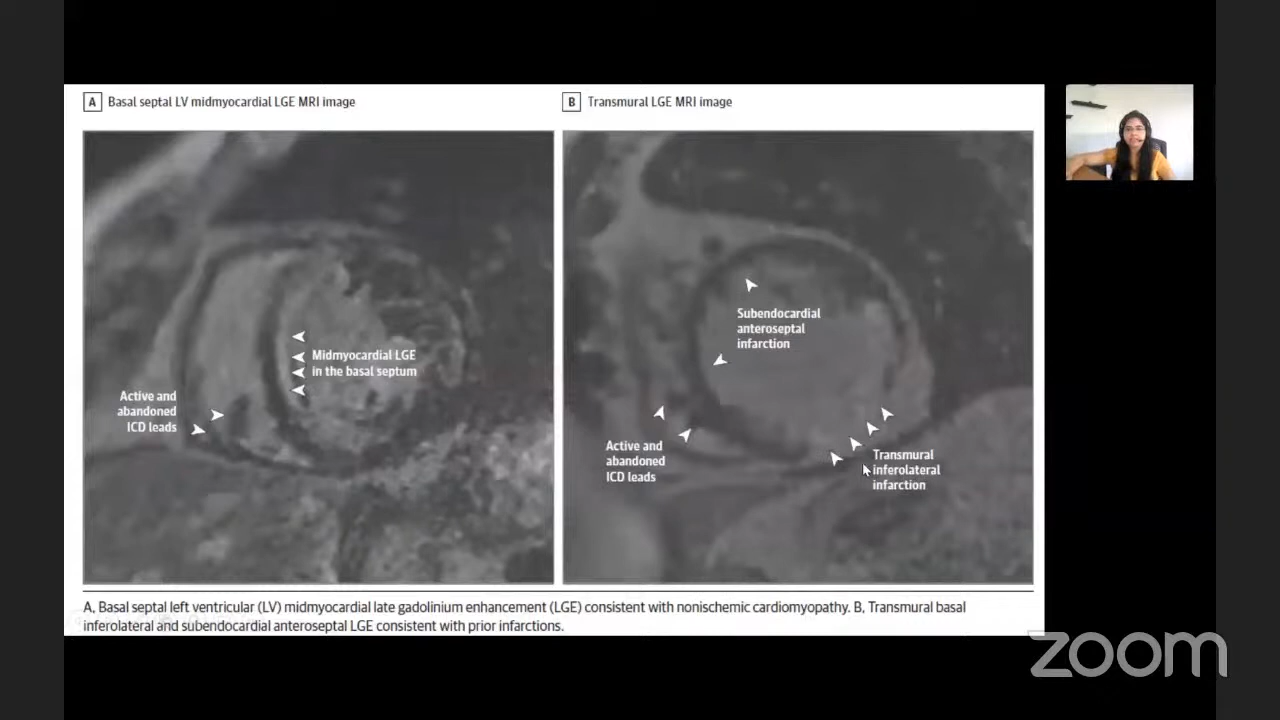 A Basal septal LV midmyocardial LGE MRI image
B Transmural LGE MRI image
Midmyocardial LGE
in the basal septum
Active and
abandoned
ICD leads
Subendocardial
anteroseptal
infarction
Active and
abandoned
ICD leads
Transmural
inferolateral
infarction
A, Basal septal left ventricular (LV) midmyocardial late gadolinium enhancement (LGE) consistent with nonischemic cardiomyopathy. B, Transmural basal
inferolateral and subendocardial anteroseptal LGE consistent with prior infarctions.
zoom